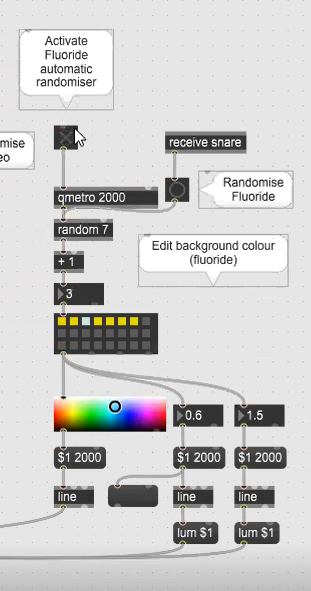 Activate
Fluoride
automatic
randomiser
mise
eo
receive snare
qmetro 2000
Randomise
Fluoride
random 7
Edit background colour
(fluoride)
+ 1
3
0.6
1.5
$1 2000
$1 2000
$1 2000
line
line
line
lum $1
lum $1